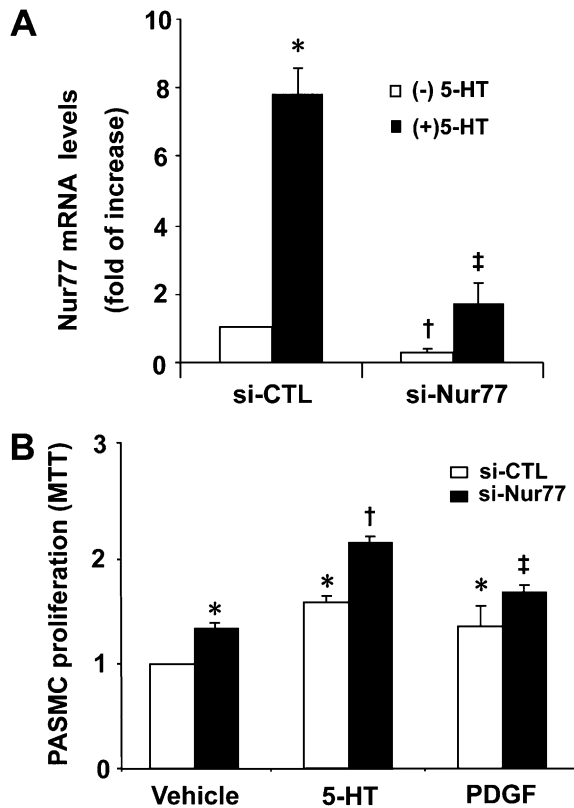 A
Nur77 mRNA levels
(fold of increase)
10
8
6
4
2
0
*
†
‡
(-) 5-HT
(+)5-HT
si-CTL
si-Nur77
B
PASMC proliferation (MTT)
3
2
1
0
si-CTL
si-Nur77
*
*
†
*
‡
Vehicle
5-HT
PDGF